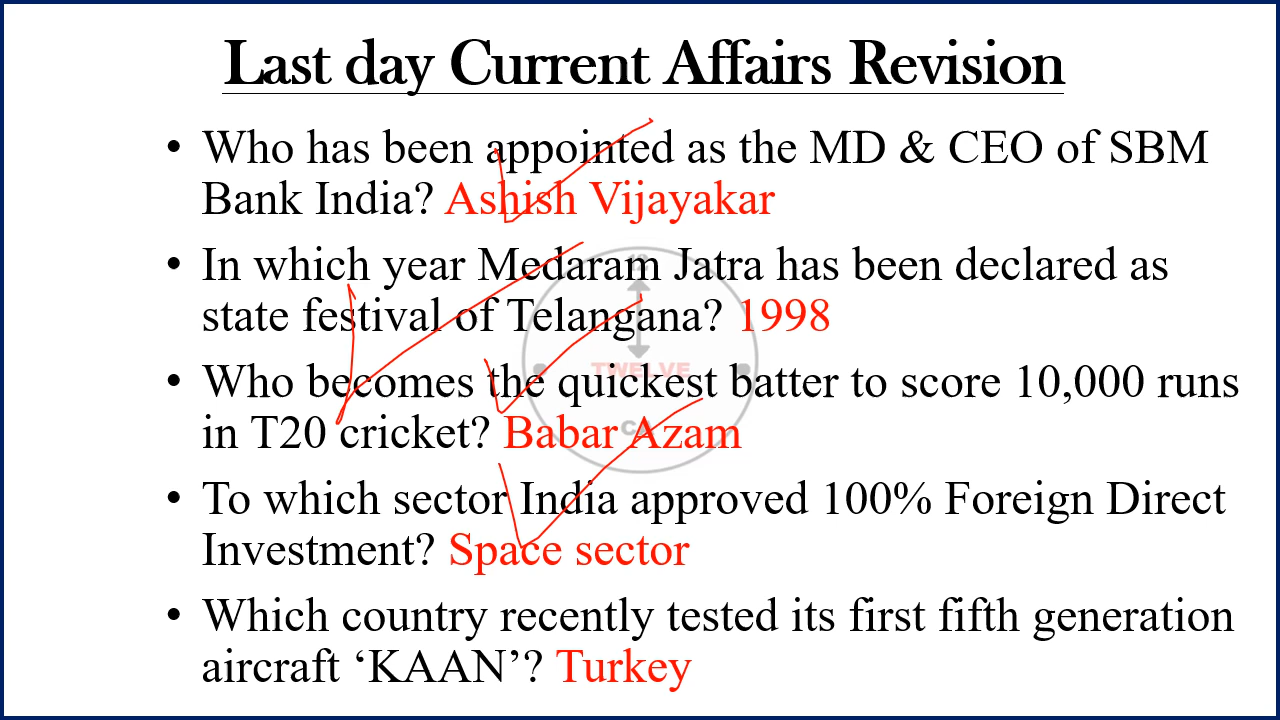 Last day Current Affairs Revision
• Who has been appointed as the MD & CEO of SBM
Bank India? Ashish Vijayakar
• In which year Medaram Jatra has been declared as
state festival of Telangana? 1998
• Who becomes the quickest batter to score 10,000 runs
in T20 cricket? Babar Azam
• To which sector India approved 100% Foreign Direct
Investment? Space sector
• Which country recently tested its first fifth generation
aircraft ‘KAAN’? Turkey
12
TWELVE